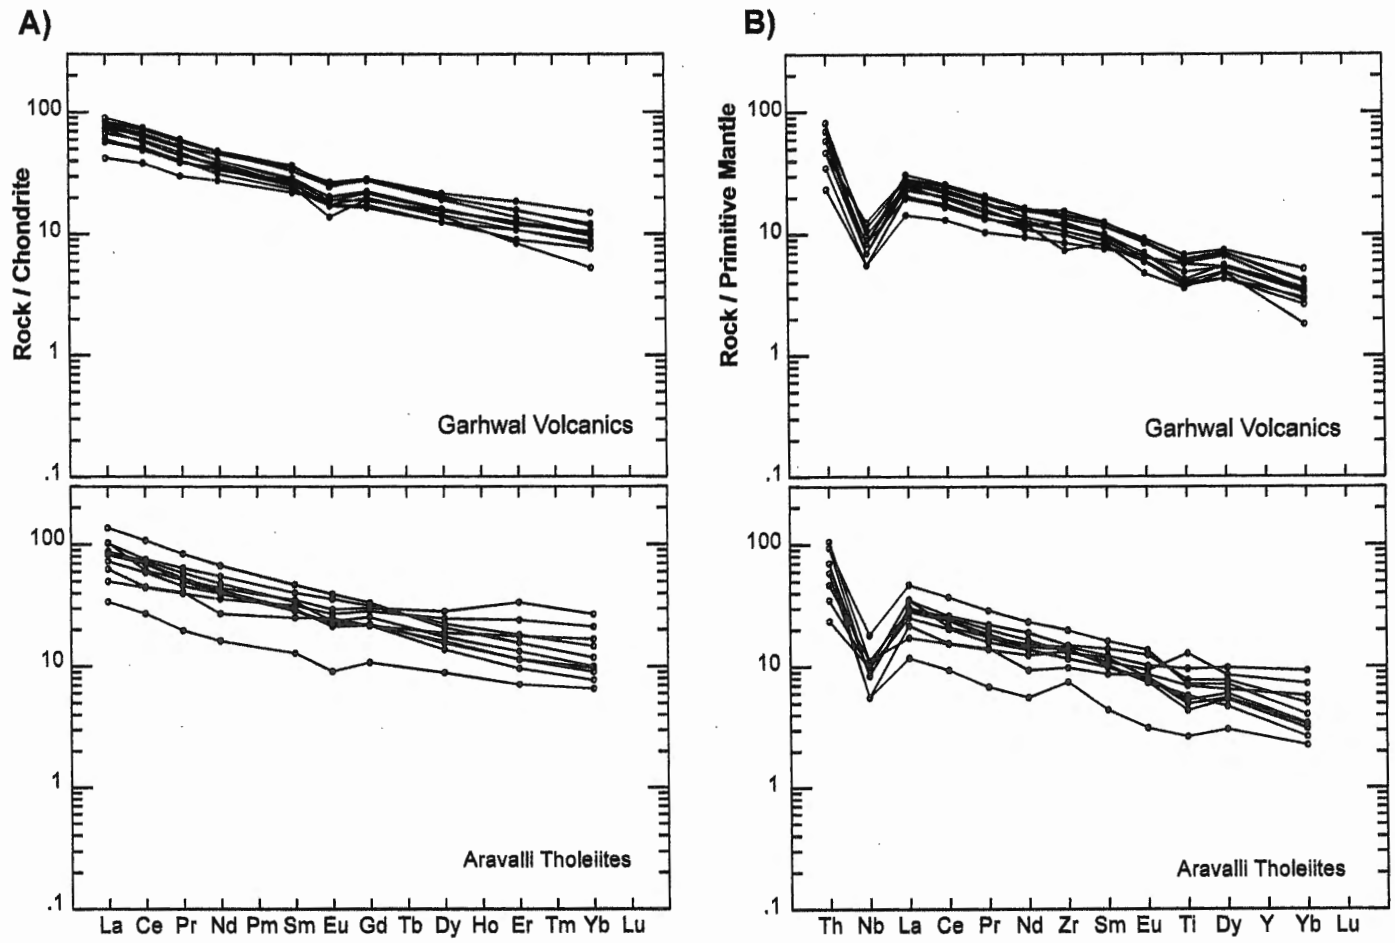 A)
B)
Rock / Chondrite
100
10
1
.1
Garhwal Volcanics
Rock / Primitive Mantle
100
10
1
.1
Garhwal Volcanics
100
10
1
.1
Aravalli Tholeiites
La Ce Pr Nd Pm Sm Eu Gd Tb Dy Ho Er Tm Yb Lu
100
10
1
.1
Aravalli Tholeiites
Th Nb La Ce Pr Nd Zr Sm Eu Ti Dy Y Yb Lu